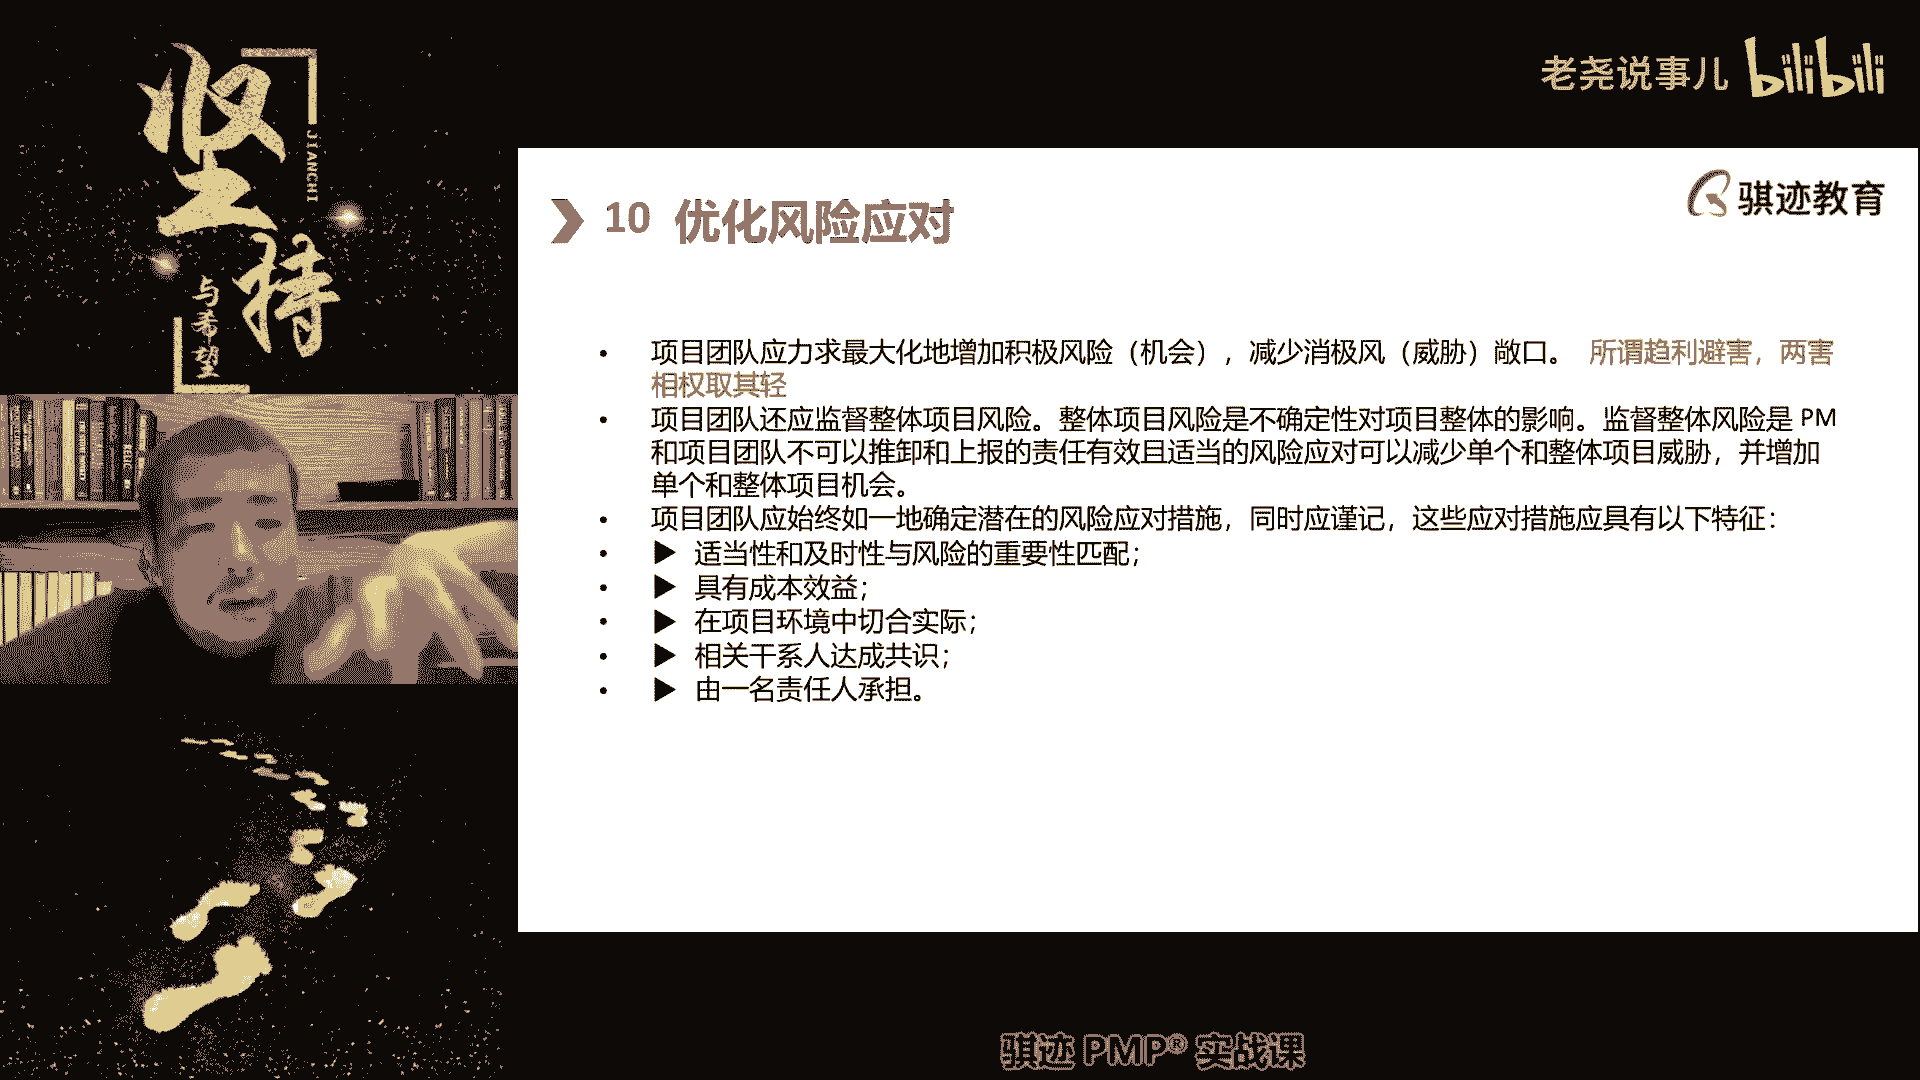 坚持
JIANCHI
与希望
老尧说事儿 bilibili
骐迹教育
10 优化风险应对
• 项目团队应力求最大化地增加积极风险（机会），减少消极风（威胁）敞口。 所谓趋利避害，两害
相权取其轻
• 项目团队还应监督整体项目风险。整体项目风险是不确定性对项目整体的影响。监督整体风险是 PM
和项目团队不可以推卸和上报的责任有效且适当的风险应对可以减少单个和整体项目威胁，并增加
单个和整体项目机会。
• 项目团队应始终如一地确定潜在的风险应对措施，同时应谨记，这些应对措施应具有以下特征：
• ▶ 适当性和及时性与风险的重要性匹配；
• ▶ 具有成本效益；
• ▶ 在项目环境中切合实际；
• ▶ 相关干系人达成共识；
• ▶ 由一名责任人承担。
骐迹 PMP® 实战课